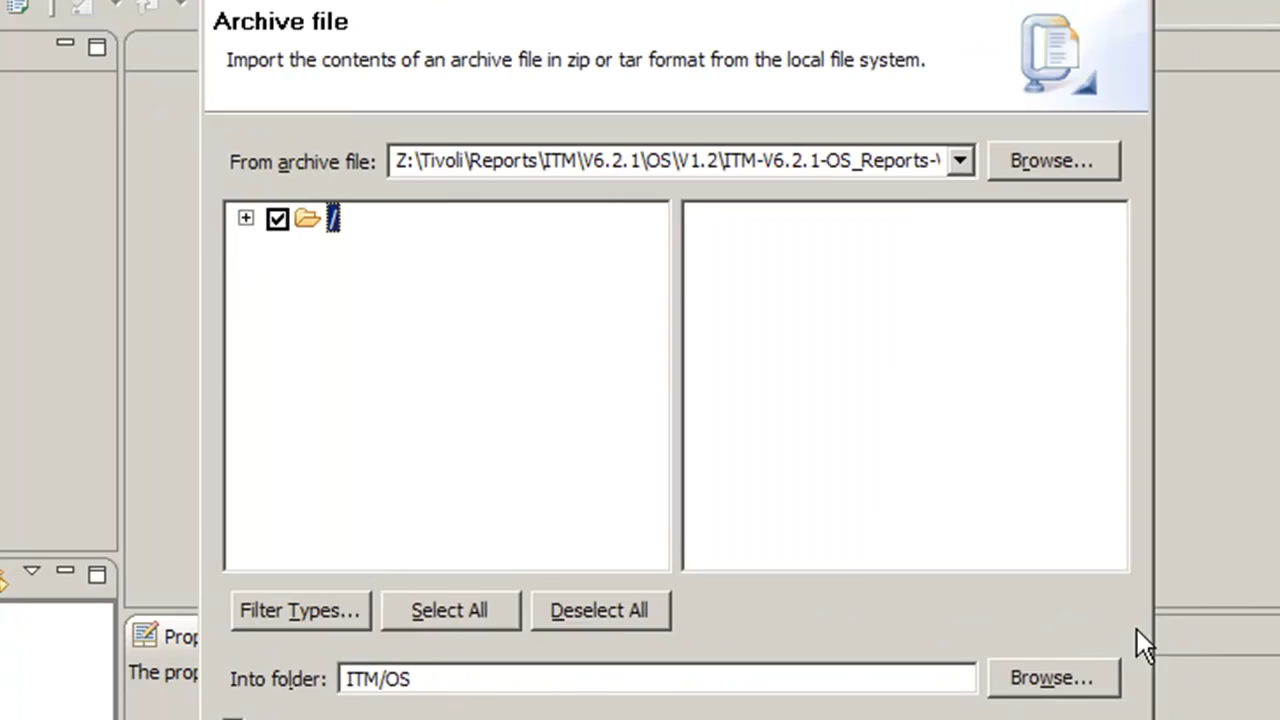 Archive file
Import the contents of an archive file in zip or tar format from the local file system.
From archive file: Z:\Tivoli\Reports\ITM\V6.2.1\OS\V1.2\ITM-V6.2.1-OS_Reports- Browse...
/
Filter Types... Select All Deselect All
Prop
Into folder: ITM/OS Browse...
The prop